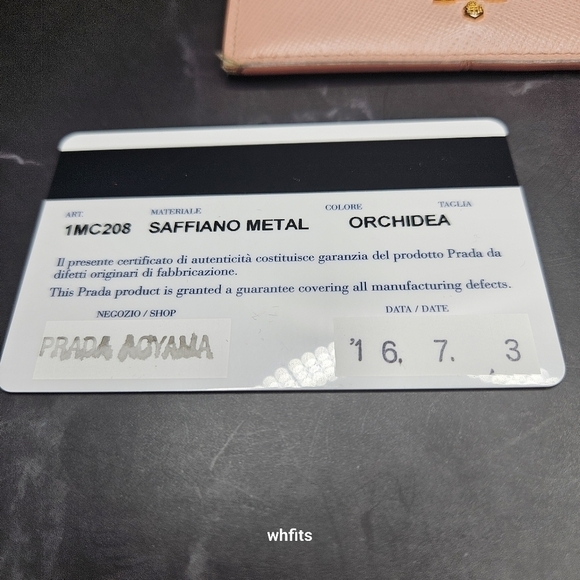 ART. MATERIALE COLORE TAGLIA
1MC208 SAFFIANO METAL ORCHIDEA
Il presente certificato di autenticità costituisce garanzia del prodotto Prada da
difetti originari di fabbricazione.
This Prada product is granted a guarantee covering all manufacturing defects.
NEGOZIO / SHOP DATA / DATE
PRADA AOYAMA '16. 7. 3
whfits